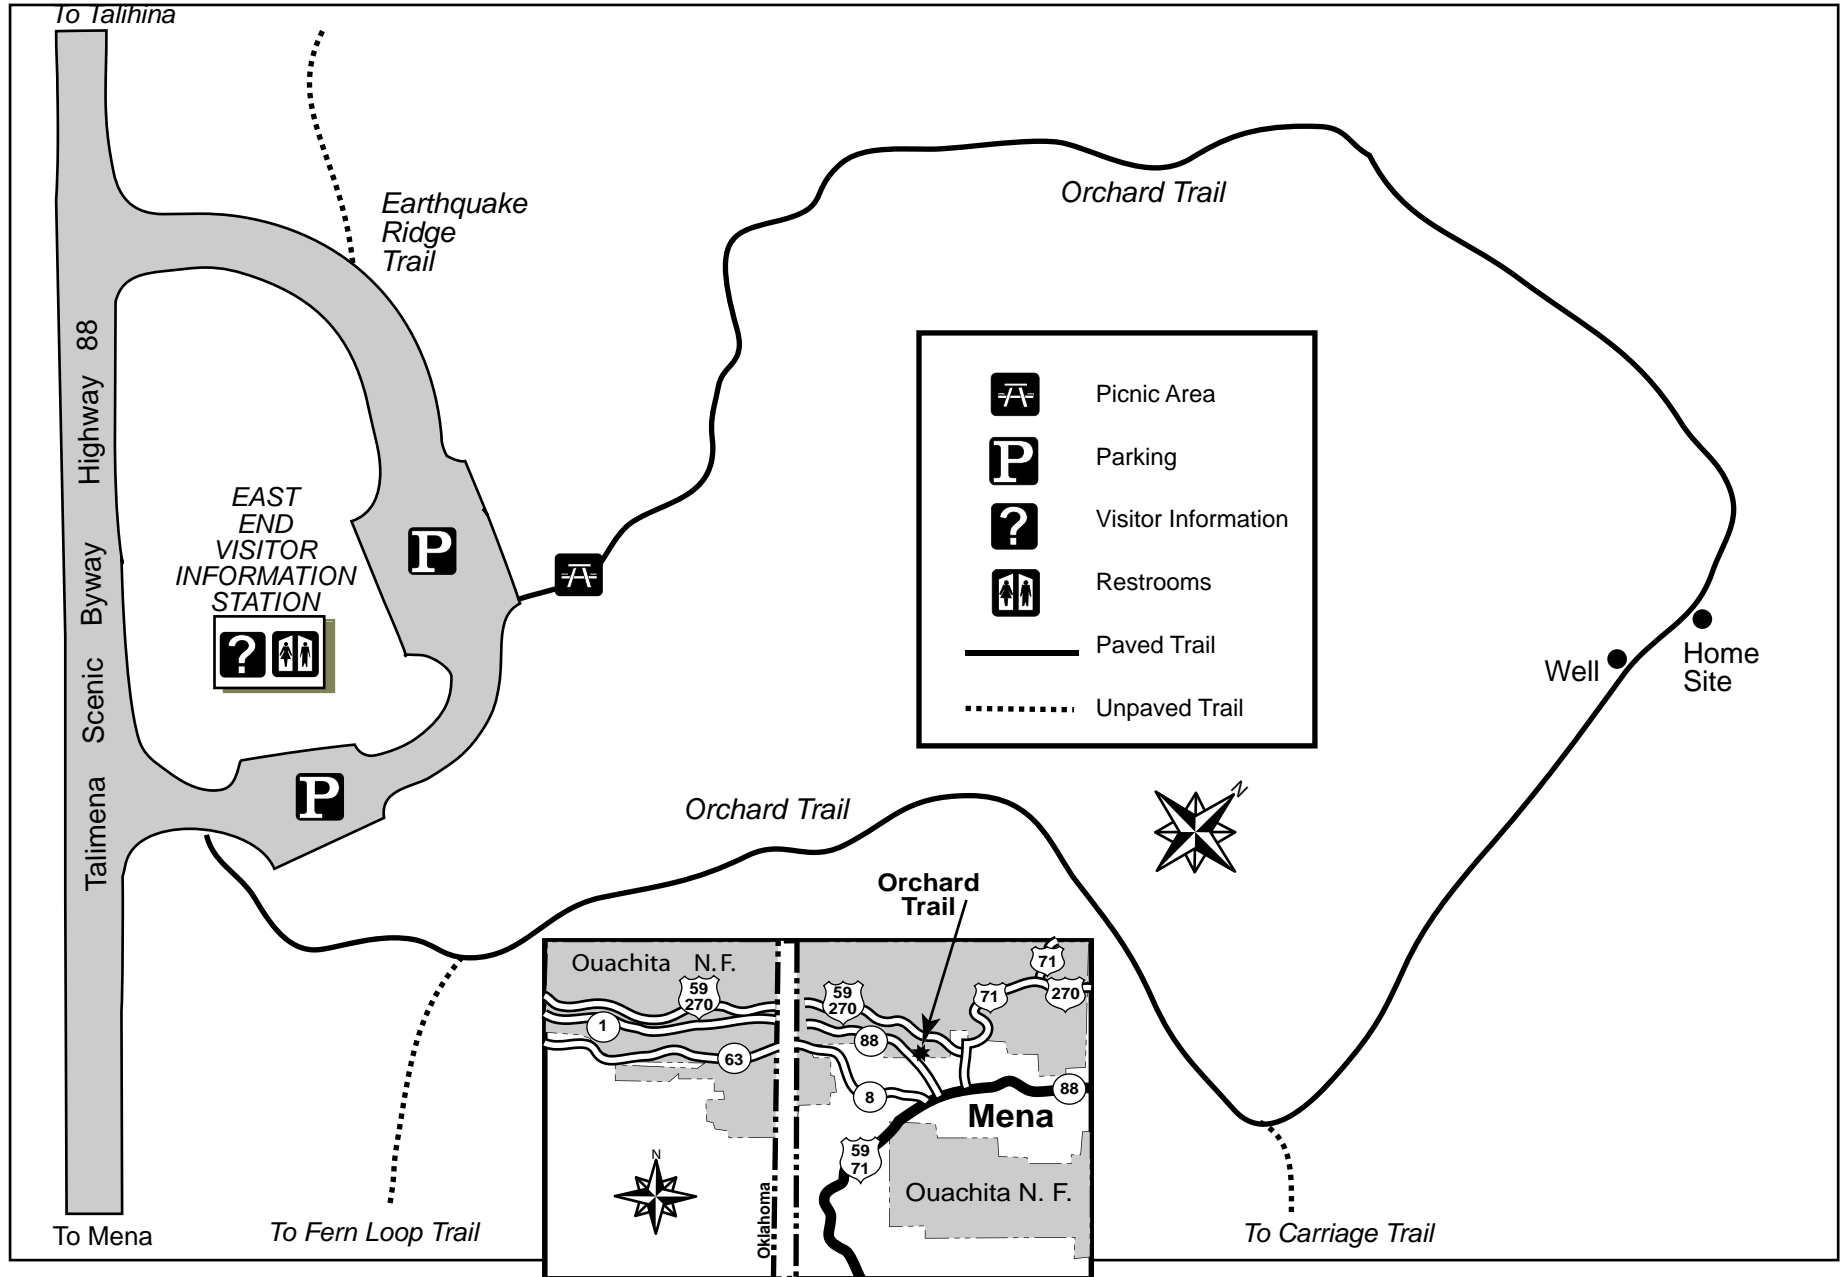 To Talihina
Earthquake
Ridge
Trail
Orchard Trail
Talimena Scenic Byway Highway 88
EAST
END
VISITOR
INFORMATION
STATION
?
P
P
Picnic Area
P
Parking
?
Visitor Information
Restrooms
Paved Trail
Unpaved Trail
Well
Home
Site
N
Orchard Trail
Orchard
Trail
Ouachita N. F.
59
270
1
63
59
270
88
8
71
71
270
88
Mena
59
71
Ouachita N. F.
N
Oklahoma
To Mena
To Fern Loop Trail
To Carriage Trail